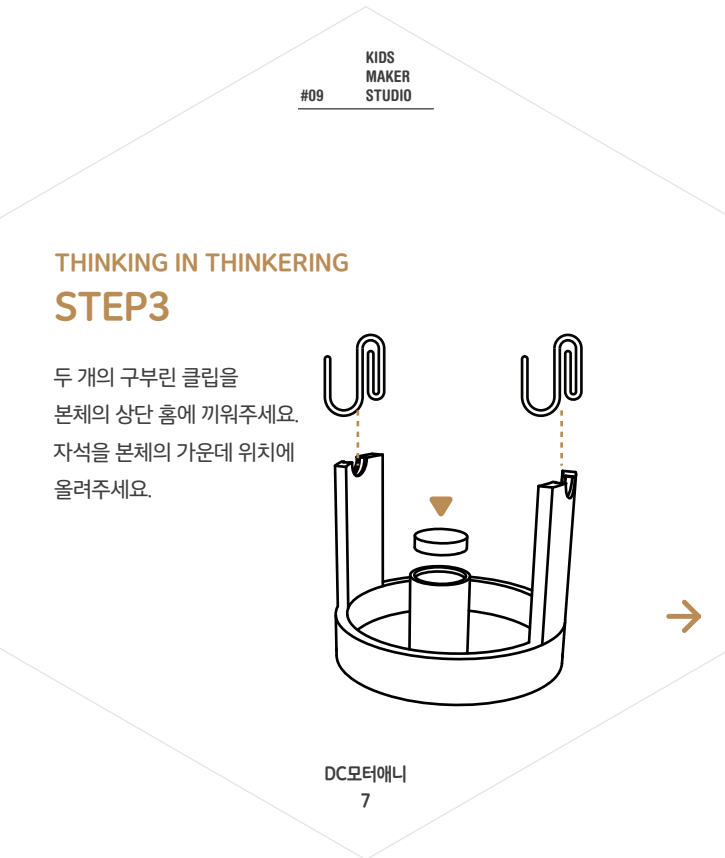 KIDS
MAKER
#09 STUDIO
THINKING IN THINKERING
STEP3
두 개의 구부린 클립을
본체의 상단 홈에 끼워주세요.
자석을 본체의 가운데 위치에
올려주세요.
DC모터애니
7